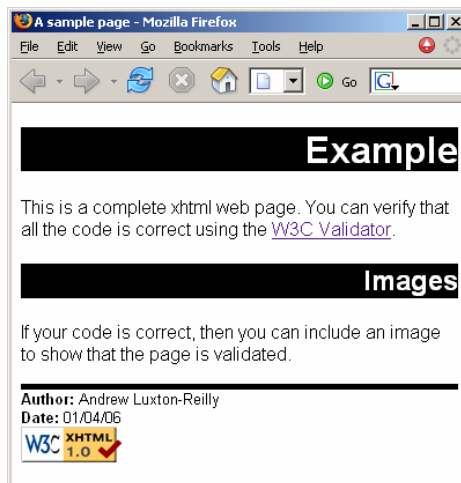 A sample page - Mozilla Firefox
File Edit View Go Bookmarks Tools Help
Go G
Example
This is a complete xhtml web page. You can verify that
all the code is correct using the W3C Validator.
Images
If your code is correct, then you can include an image
to show that the page is validated.
Author: Andrew Luxton-Reilly
Date: 01/04/06
W3C XHTML
1.0